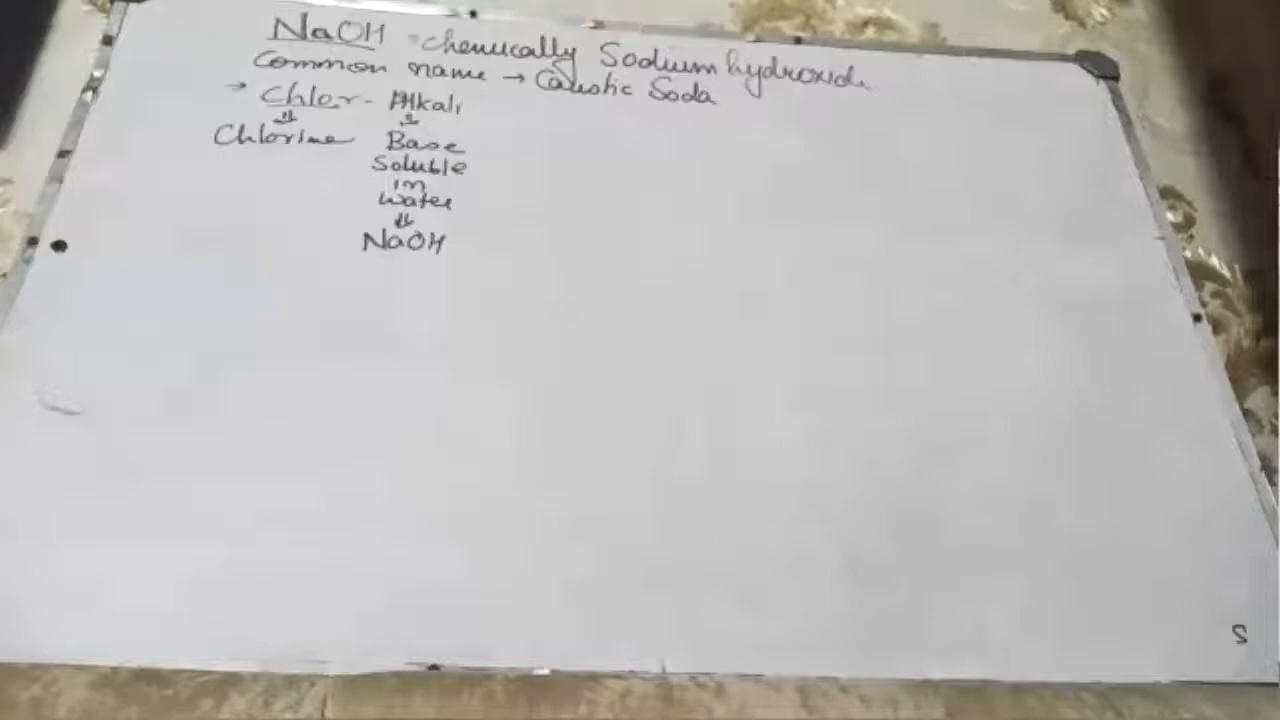 NaOH - chemically Sodium hydroxide
Common name → Caustic Soda
→ Chlor - Alkali
⇓ ⇓
Chlorine Base
Soluble
in
water
⇓
NaOH
S